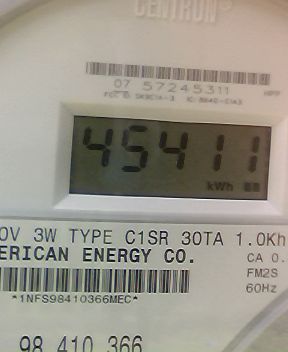 CENTRON®
07 57245311
45411
kWh
0V 3W TYPE C1SR 30TA 1.0Kh
ERICAN ENERGY CO.
CA 0.
FM2S
*1NFS98410366MEC*
60Hz
98 410 366